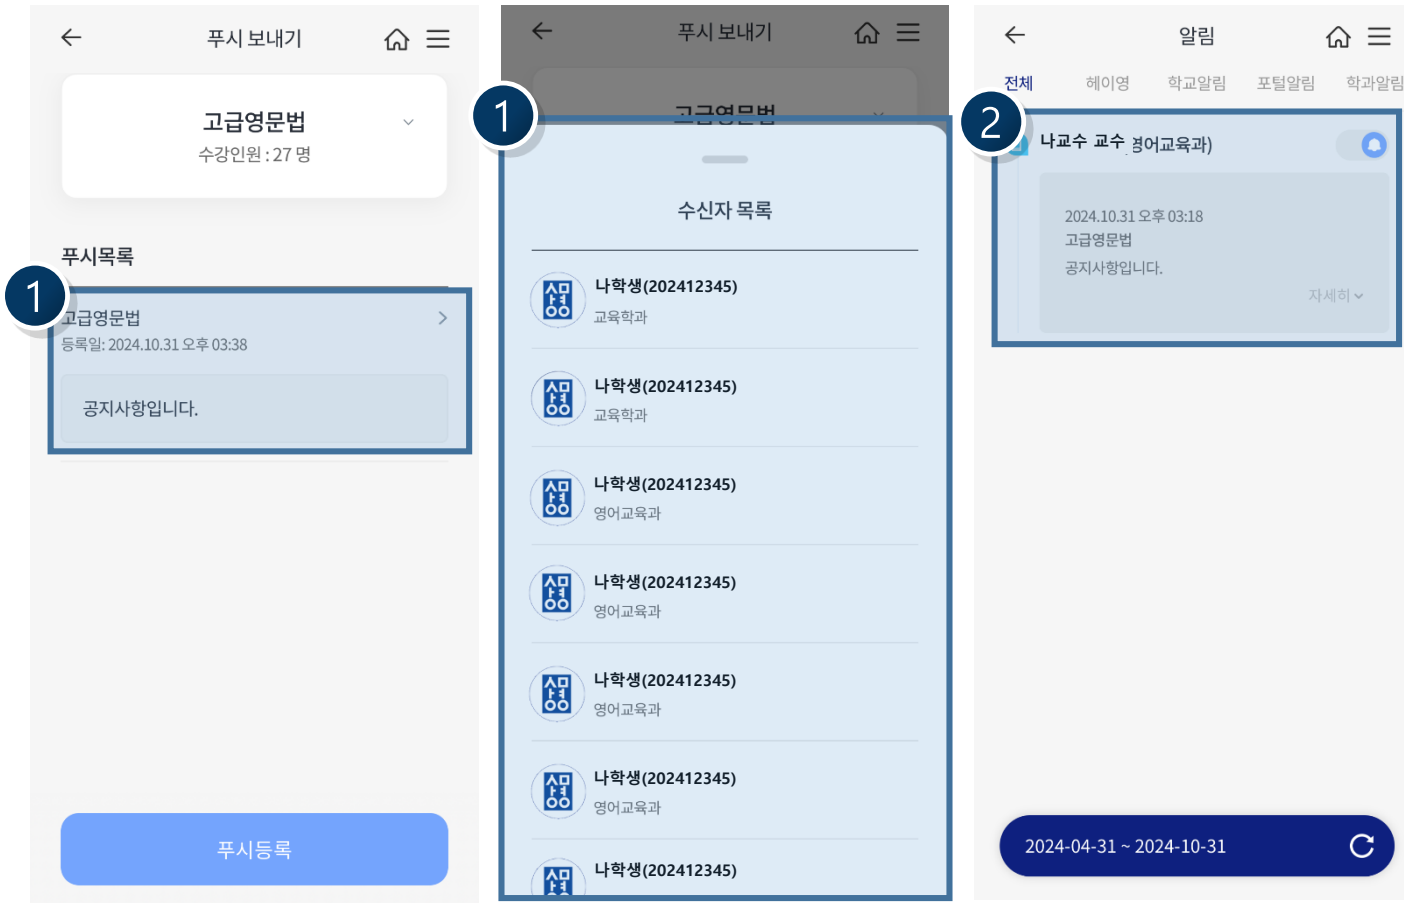 푸시 보내기
고급영문법
수강인원 : 27 명
푸시목록
1
고급영문법
등록일: 2024.10.31 오후 03:38
공지사항입니다.
푸시등록
푸시 보내기
고급영문법
1
수신자 목록
나학생(202412345)
교육학과
나학생(202412345)
교육학과
나학생(202412345)
영어교육과
나학생(202412345)
영어교육과
나학생(202412345)
영어교육과
나학생(202412345)
영어교육과
나학생(202412345)
알림
전체 헤이영 학교알림 포털알림 학과알림
2
나교수 교수 영어교육과)
2024.10.31 오후 03:18
고급영문법
공지사항입니다.
자세히
2024-04-31 ~ 2024-10-31